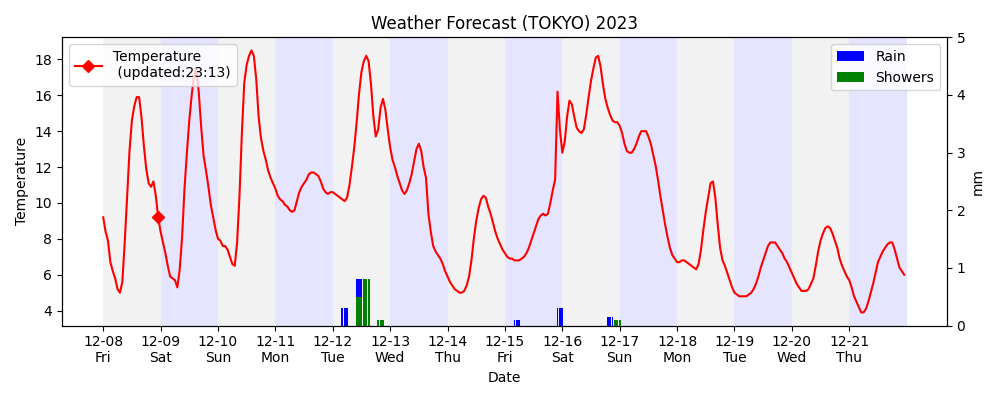 Weather Forecast (TOKYO) 2023
Temperature
(updated:23:13)
Rain
Showers
Temperature
18
16
14
12
10
8
6
4
5
4
3
2
1
0
mm
12-08 12-09 12-10 12-11 12-12 12-13 12-14 12-15 12-16 12-17 12-18 12-19 12-20 12-21
Fri Sat Sun Mon Tue Wed Thu Fri Sat Sun Mon Tue Wed Thu
Date